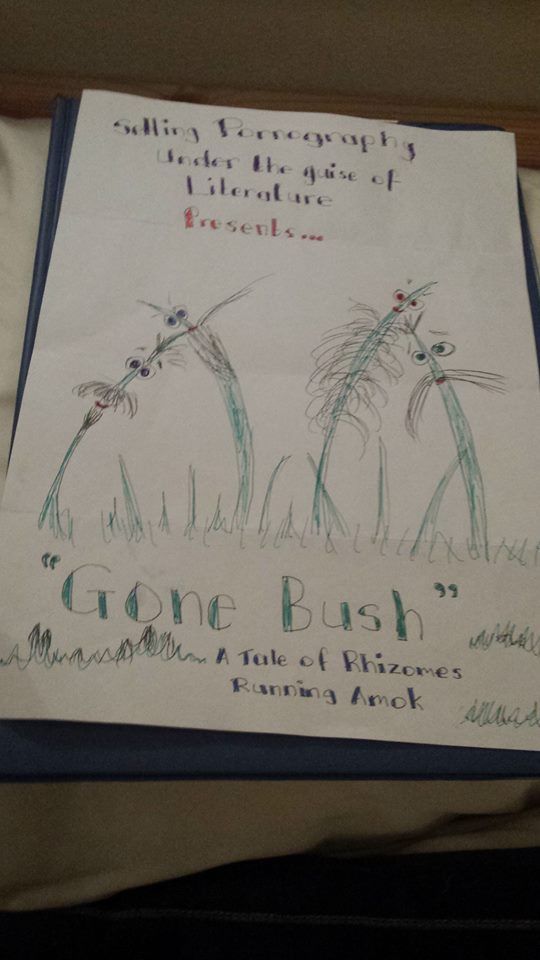 Selling Pornography
Under the guise of
Literature
Presents...
"Gone Bush"
A Tale of Rhizomes
Running Amok